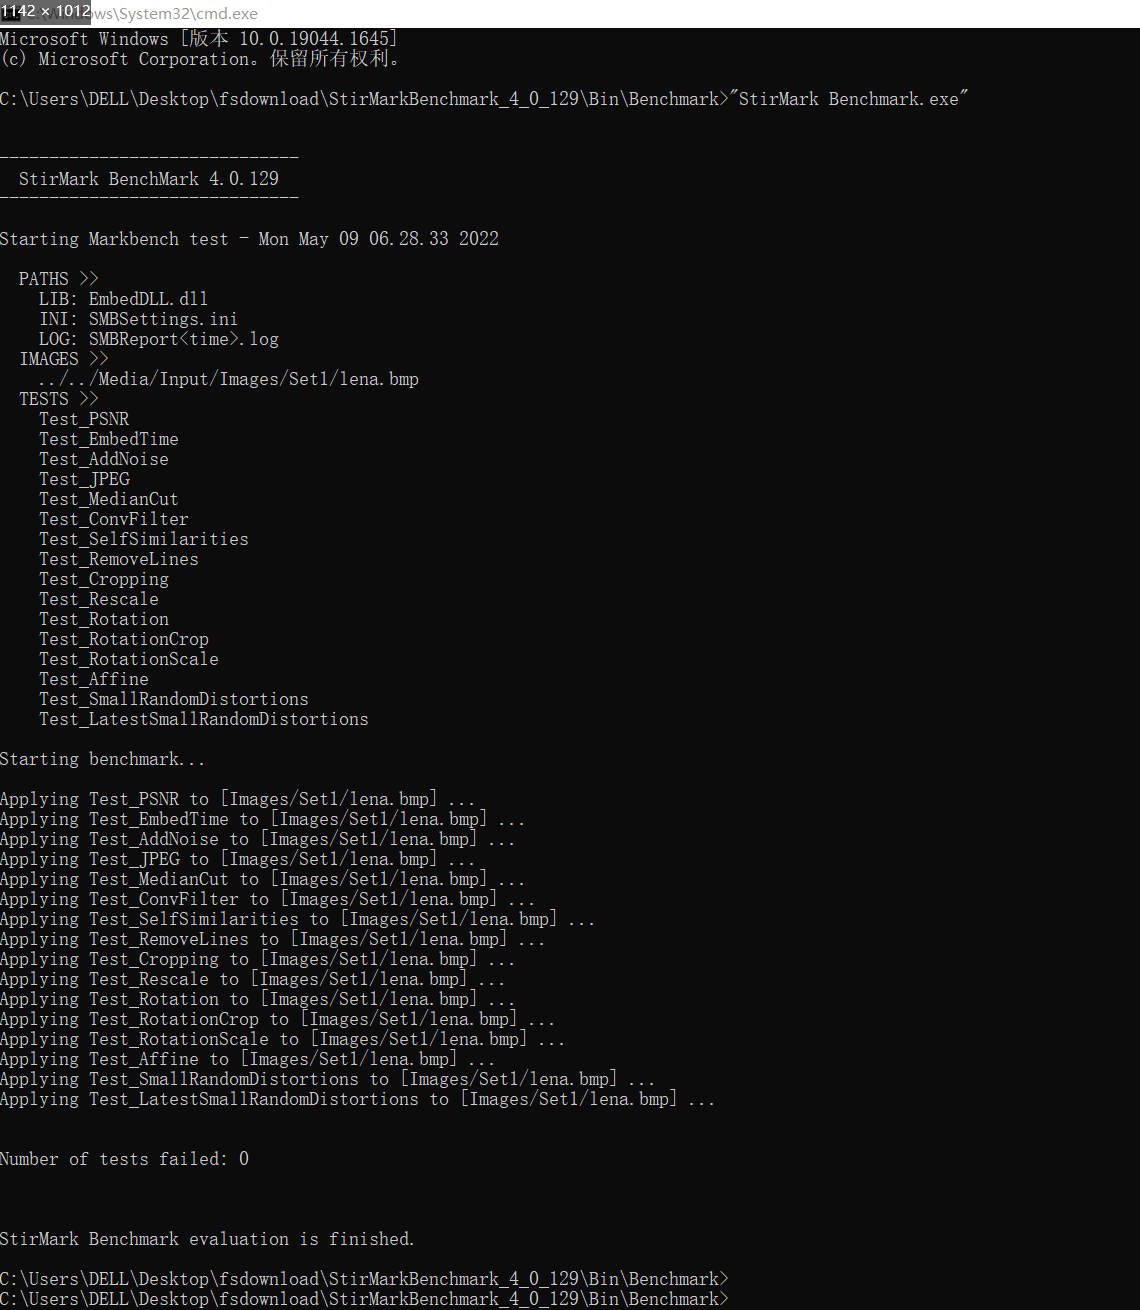 1142 × 1012
ws\System32\cmd.exe
Microsoft Windows [版本 10.0.19044.1645]
(c) Microsoft Corporation。保留所有权利。
C:\Users\DELL\Desktop\fsdownload\StirMarkBenchmark_4_0_129\Bin\Benchmark>"StirMark Benchmark.exe"
------------------------------
StirMark BenchMark 4.0.129
------------------------------
Starting Markbench test - Mon May 09 06.28.33 2022
PATHS >>
LIB: EmbedDLL.dll
INI: SMBSettings.ini
LOG: SMBReport<time>.log
IMAGES >>
../../Media/Input/Images/Set1/lena.bmp
TESTS >>
Test_PSNR
Test_EmbedTime
Test_AddNoise
Test_JPEG
Test_MedianCut
Test_ConvFilter
Test_SelfSimilarities
Test_RemoveLines
Test_Cropping
Test_Rescale
Test_Rotation
Test_RotationCrop
Test_RotationScale
Test_Affine
Test_SmallRandomDistortions
Test_LatestSmallRandomDistortions
Starting benchmark...
Applying Test_PSNR to [Images/Set1/lena.bmp] ...
Applying Test_EmbedTime to [Images/Set1/lena.bmp] ...
Applying Test_AddNoise to [Images/Set1/lena.bmp] ...
Applying Test_JPEG to [Images/Set1/lena.bmp] ...
Applying Test_MedianCut to [Images/Set1/lena.bmp] ...
Applying Test_ConvFilter to [Images/Set1/lena.bmp] ...
Applying Test_SelfSimilarities to [Images/Set1/lena.bmp] ...
Applying Test_RemoveLines to [Images/Set1/lena.bmp] ...
Applying Test_Cropping to [Images/Set1/lena.bmp] ...
Applying Test_Rescale to [Images/Set1/lena.bmp] ...
Applying Test_Rotation to [Images/Set1/lena.bmp] ...
Applying Test_RotationCrop to [Images/Set1/lena.bmp] ...
Applying Test_RotationScale to [Images/Set1/lena.bmp] ...
Applying Test_Affine to [Images/Set1/lena.bmp] ...
Applying Test_SmallRandomDistortions to [Images/Set1/lena.bmp] ...
Applying Test_LatestSmallRandomDistortions to [Images/Set1/lena.bmp] ...
Number of tests failed: 0
StirMark Benchmark evaluation is finished.
C:\Users\DELL\Desktop\fsdownload\StirMarkBenchmark_4_0_129\Bin\Benchmark>
C:\Users\DELL\Desktop\fsdownload\StirMarkBenchmark_4_0_129\Bin\Benchmark>